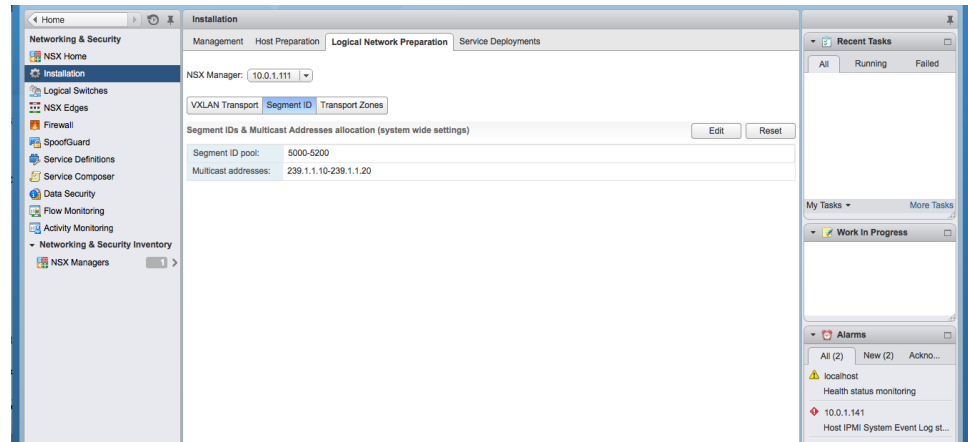 Home
Networking & Security
NSX Home
Installation
Logical Switches
NSX Edges
Firewall
SpoofGuard
Service Definitions
Service Composer
Data Security
Flow Monitoring
Activity Monitoring
Networking & Security Inventory
NSX Managers 1
Installation
Management Host Preparation Logical Network Preparation Service Deployments
NSX Manager: 10.0.1.111
VXLAN Transport Segment ID Transport Zones
Segment IDs & Multicast Addresses allocation (system wide settings) Edit Reset
Segment ID pool: 5000-5200
Multicast addresses: 239.1.1.10-239.1.1.20
Recent Tasks
All Running Failed
My Tasks More Tasks
Work In Progress
Alarms
All (2) New (2) Ackno...
localhost
Health status monitoring
10.0.1.141
Host IPMI System Event Log st...